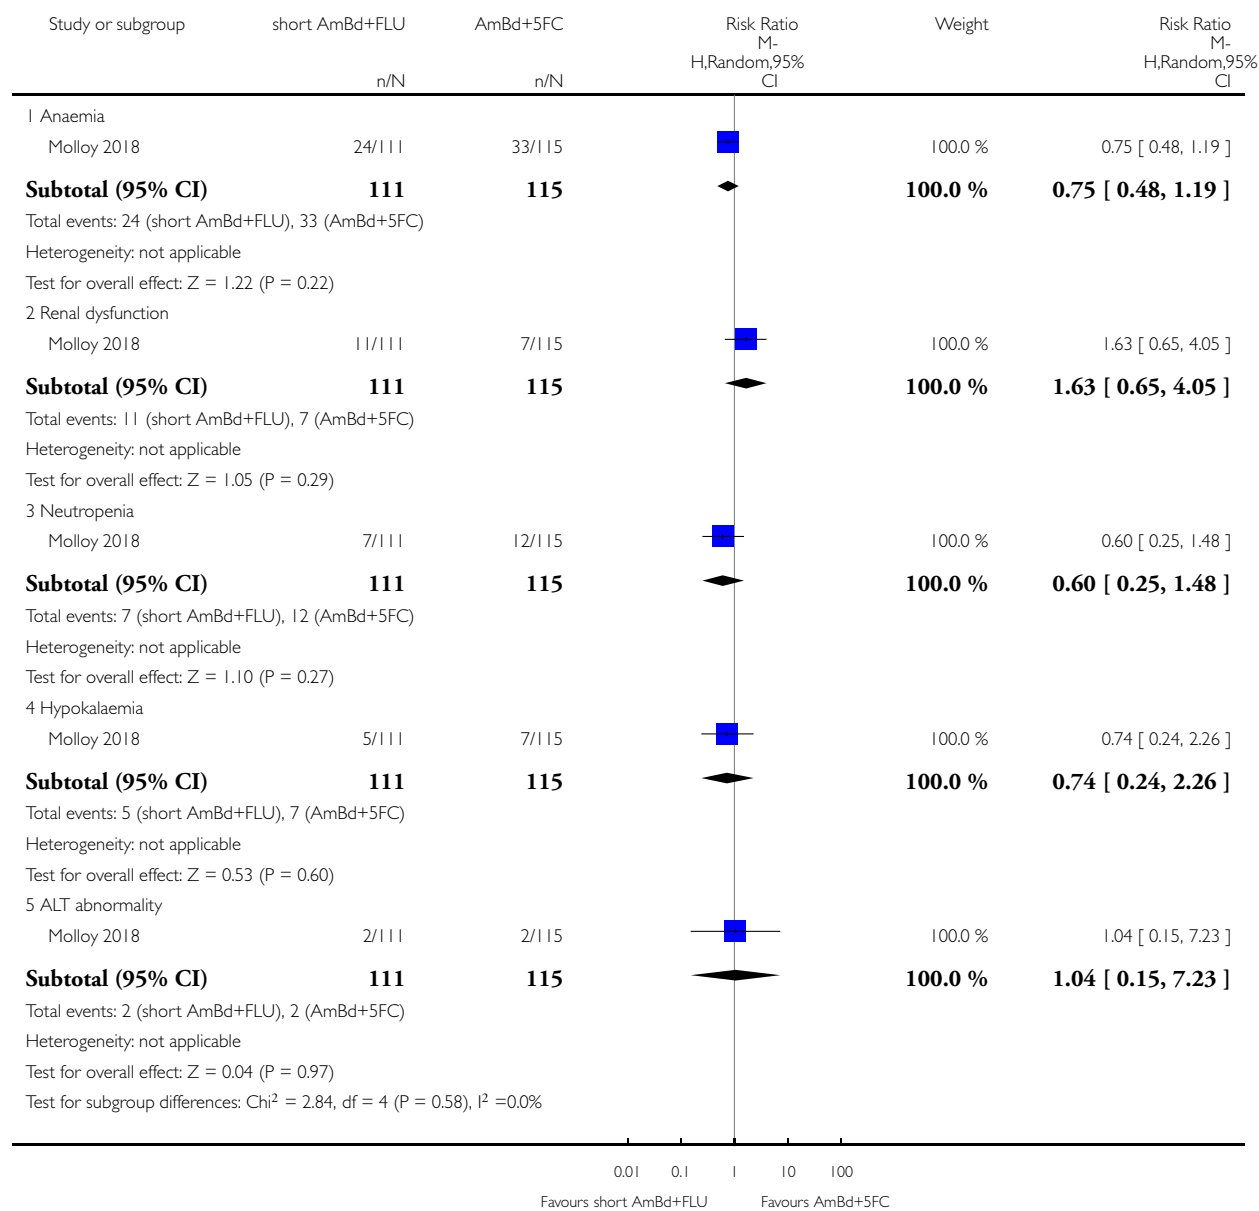 Study or subgroup short AmBd+FLU AmBd+5FC Risk Ratio Weight Risk Ratio
M- M-
H,Random,95% H,Random,95%
n/N n/N CI CI
1 Anaemia
Molloy 2018 24/111 33/115 100.0 % 0.75 [ 0.48, 1.19 ]
Subtotal (95% CI) 111 115 100.0 % 0.75 [ 0.48, 1.19 ]
Total events: 24 (short AmBd+FLU), 33 (AmBd+5FC)
Heterogeneity: not applicable
Test for overall effect: Z = 1.22 (P = 0.22)
2 Renal dysfunction
Molloy 2018 11/111 7/115 100.0 % 1.63 [ 0.65, 4.05 ]
Subtotal (95% CI) 111 115 100.0 % 1.63 [ 0.65, 4.05 ]
Total events: 11 (short AmBd+FLU), 7 (AmBd+5FC)
Heterogeneity: not applicable
Test for overall effect: Z = 1.05 (P = 0.29)
3 Neutropenia
Molloy 2018 7/111 12/115 100.0 % 0.60 [ 0.25, 1.48 ]
Subtotal (95% CI) 111 115 100.0 % 0.60 [ 0.25, 1.48 ]
Total events: 7 (short AmBd+FLU), 12 (AmBd+5FC)
Heterogeneity: not applicable
Test for overall effect: Z = 1.10 (P = 0.27)
4 Hypokalaemia
Molloy 2018 5/111 7/115 100.0 % 0.74 [ 0.24, 2.26 ]
Subtotal (95% CI) 111 115 100.0 % 0.74 [ 0.24, 2.26 ]
Total events: 5 (short AmBd+FLU), 7 (AmBd+5FC)
Heterogeneity: not applicable
Test for overall effect: Z = 0.53 (P = 0.60)
5 ALT abnormality
Molloy 2018 2/111 2/115 100.0 % 1.04 [ 0.15, 7.23 ]
Subtotal (95% CI) 111 115 100.0 % 1.04 [ 0.15, 7.23 ]
Total events: 2 (short AmBd+FLU), 2 (AmBd+5FC)
Heterogeneity: not applicable
Test for overall effect: Z = 0.04 (P = 0.97)
Test for subgroup differences: Chi² = 2.84, df = 4 (P = 0.58), I² =0.0%
0.01 0.1 1 10 100
Favours short AmBd+FLU Favours AmBd+5FC